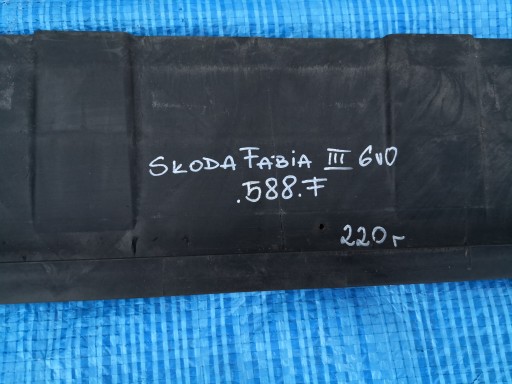 SKODA FABIA III 6V0
.588.F
220г